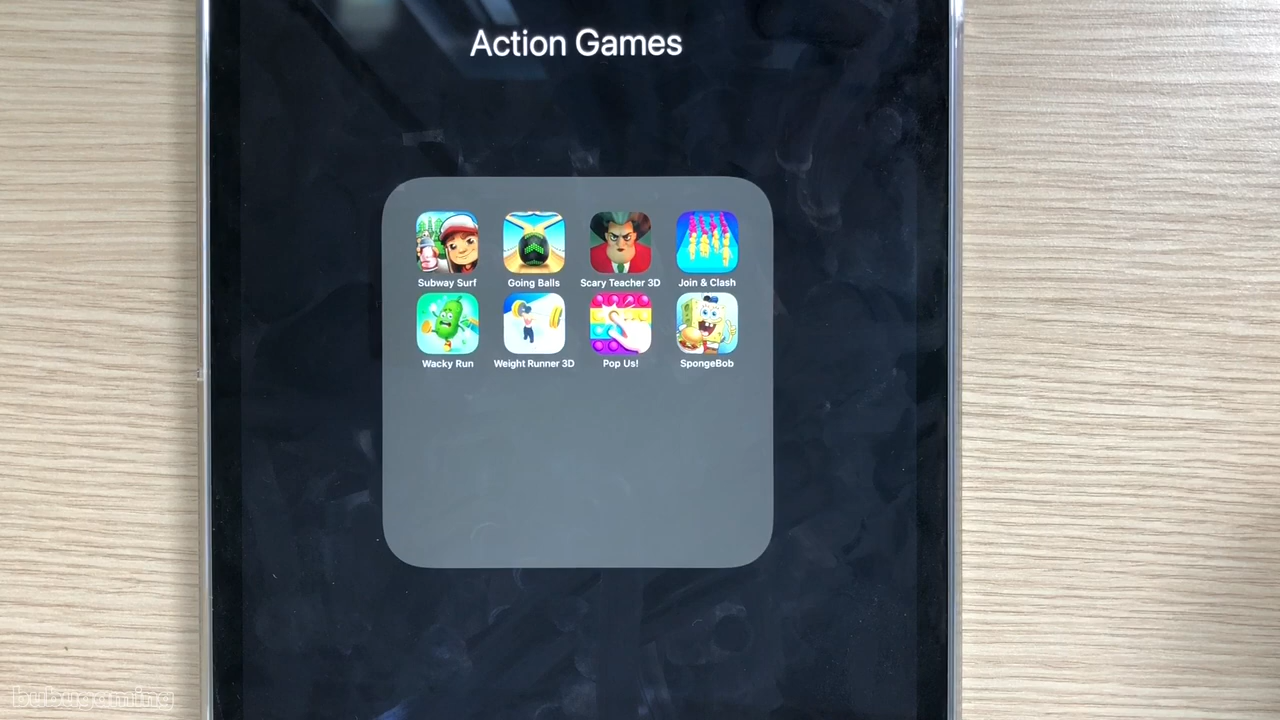 Action Games
Subway Surf
Going Balls
Scary Teacher 3D
Join & Clash
Wacky Run
Weight Runner 3D
Pop Us!
SpongeBob
bubugaming